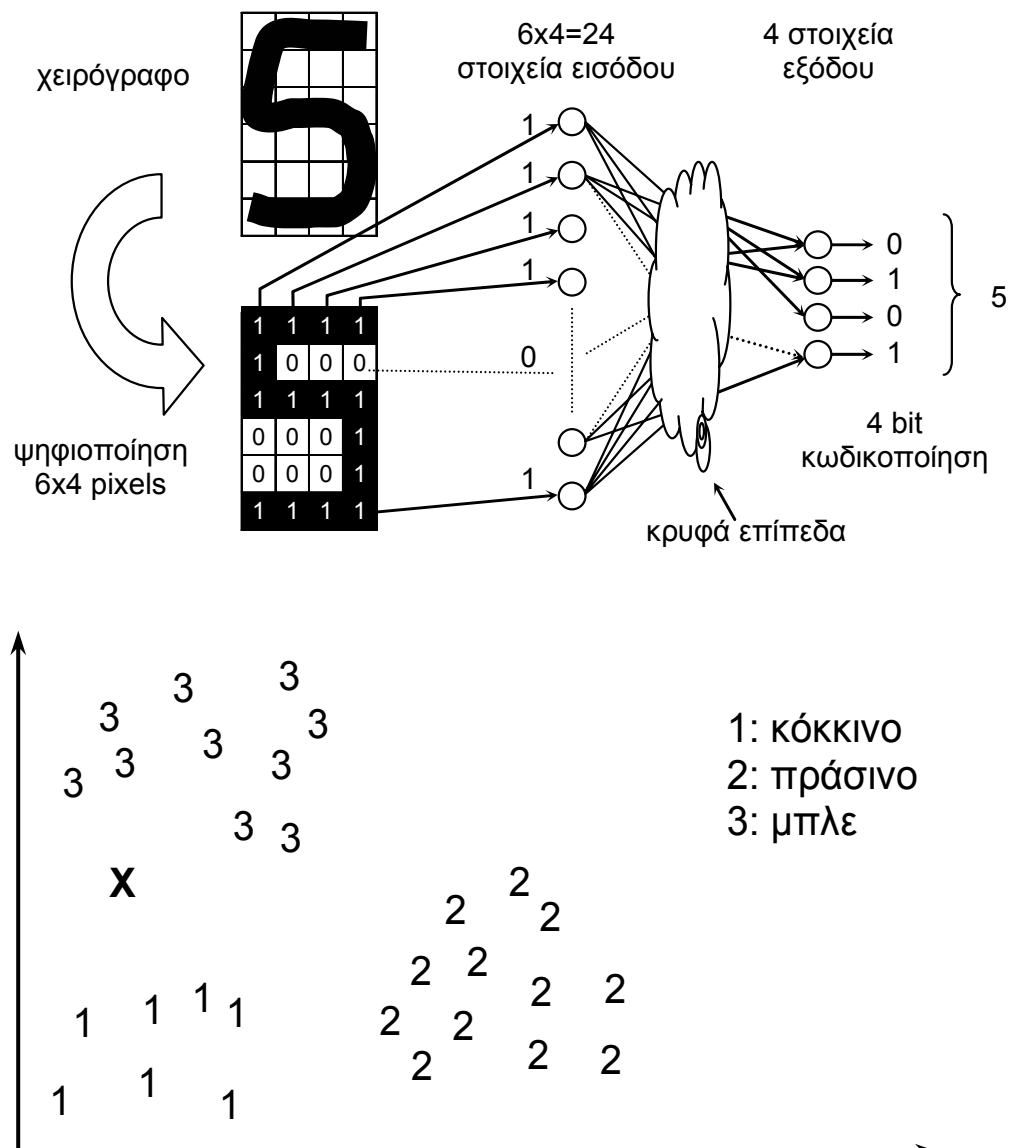 χειρόγραφο
6x4=24
στοιχεία εισόδου
4 στοιχεία
εξόδου
1
1
1
1
0
1
0
1
0
1
5
1 1 1 1
1 0 0 0
1 1 1 1
0 0 0 1
0 0 0 1
1 1 1 1
ψηφιοποίηση
6x4 pixels
4 bit
κωδικοποίηση
κρυφά επίπεδα
3 3 3
3 3 3 3 3
3 3
X
1: κόκκινο
2: πράσινο
3: μπλε
2 2 2
2 2 2 2
2 2 2 2 2
1 1 1 1
1 1 1